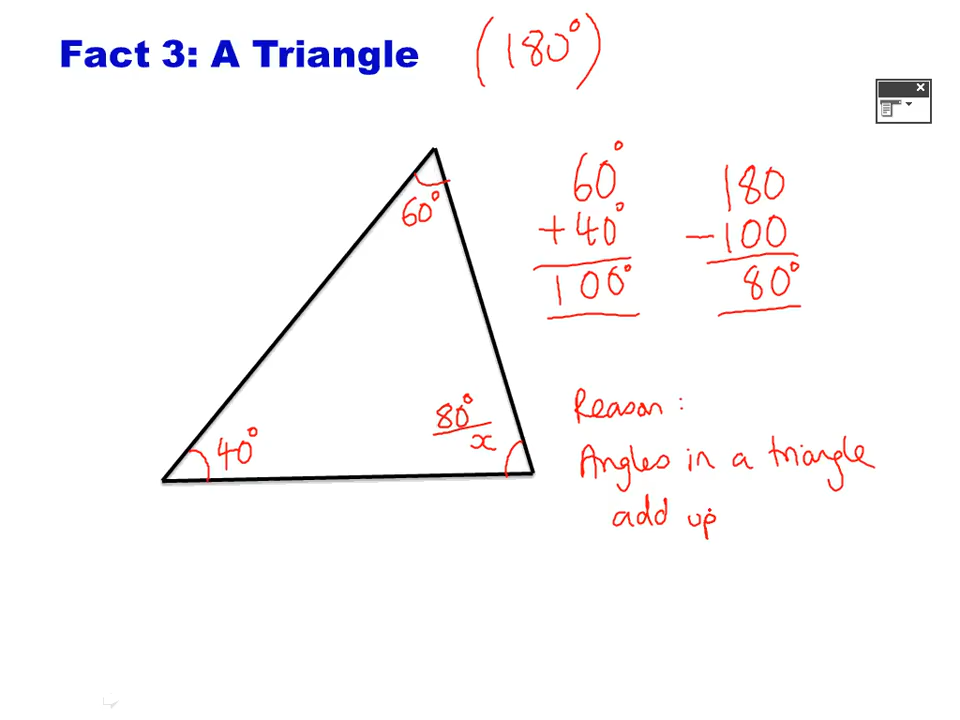 Fact 3: A Triangle (180°)
60°
+40°
100°
180
-100
80°
60°
40°
80°
x
Reason:
Angles in a triangle
add up